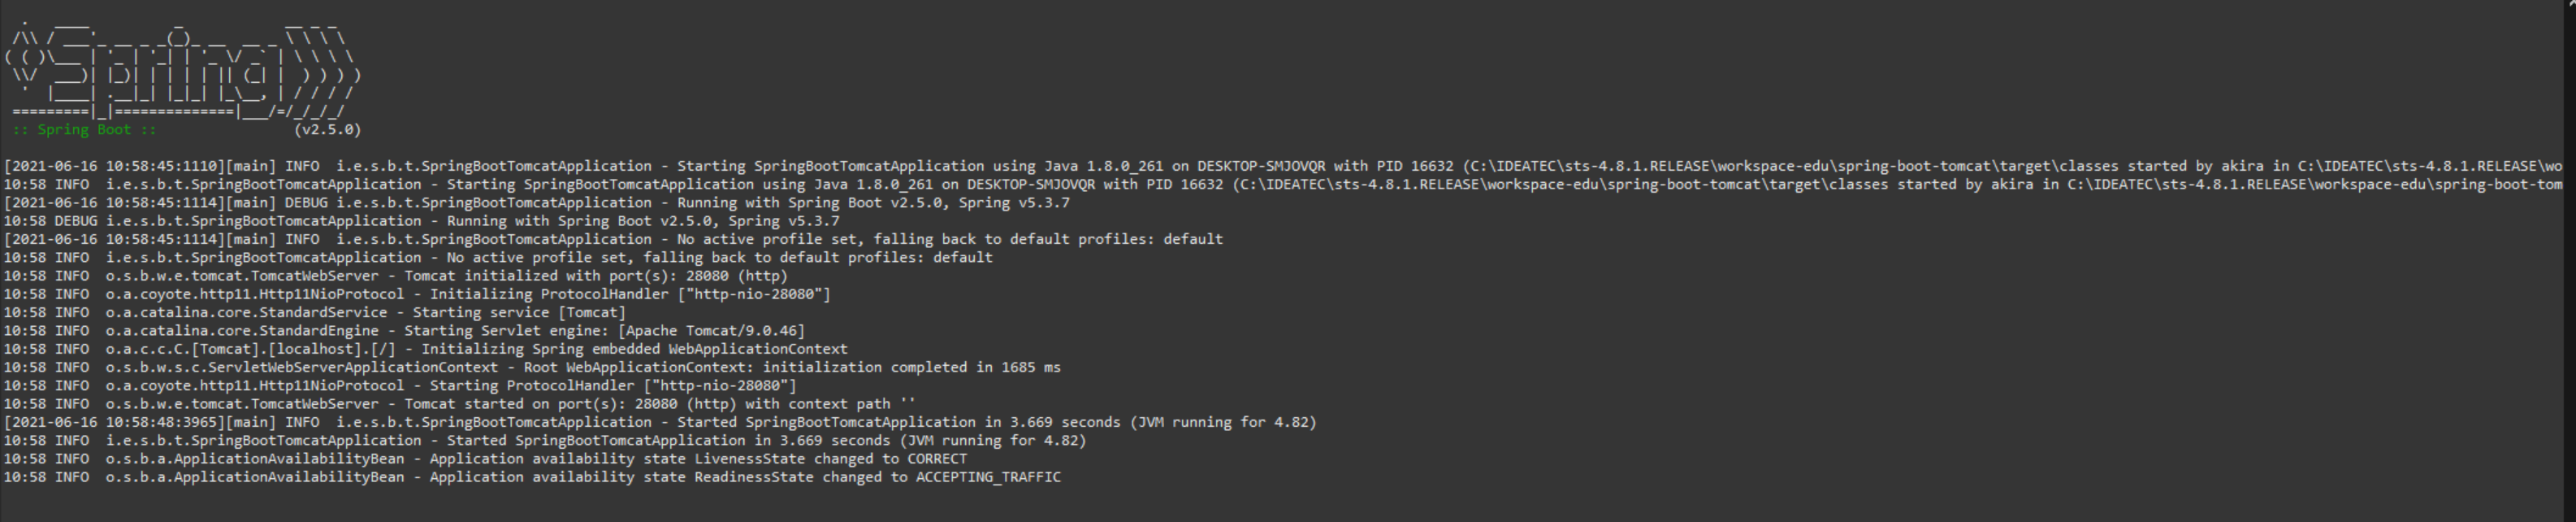 .   ____          _            __ _ _
 /\\ / ___'_ __ _ _(_)_ __  __ _ \ \ \ \
( ( )\___ | '_ | '_| | '_ \/ _` | \ \ \ \
 \\/  ___)| |_)| | | | | || (_| |  ) ) ) )
  '  |____| .__|_| |_|_| |_\__, | / / / /
 =========|_|==============|___/=/_/_/_/
 :: Spring Boot ::                (v2.5.0)
[2021-06-16 10:58:45:1110][main] INFO  i.e.s.b.t.SpringBootTomcatApplication - Starting SpringBootTomcatApplication using Java 1.8.0_261 on DESKTOP-SMJOVQR with PID 16632 (C:\IDEATEC\sts-4.8.1.RELEASE\workspace-edu\spring-boot-tomcat\target\classes started by akira in C:\IDEATEC\sts-4.8.1.RELEASE\wo
10:58 INFO  i.e.s.b.t.SpringBootTomcatApplication - Starting SpringBootTomcatApplication using Java 1.8.0_261 on DESKTOP-SMJOVQR with PID 16632 (C:\IDEATEC\sts-4.8.1.RELEASE\workspace-edu\spring-boot-tomcat\target\classes started by akira in C:\IDEATEC\sts-4.8.1.RELEASE\workspace-edu\spring-boot-tom
[2021-06-16 10:58:45:1114][main] DEBUG i.e.s.b.t.SpringBootTomcatApplication - Running with Spring Boot v2.5.0, Spring v5.3.7
10:58 DEBUG i.e.s.b.t.SpringBootTomcatApplication - Running with Spring Boot v2.5.0, Spring v5.3.7
[2021-06-16 10:58:45:1114][main] INFO  i.e.s.b.t.SpringBootTomcatApplication - No active profile set, falling back to default profiles: default
10:58 INFO  i.e.s.b.t.SpringBootTomcatApplication - No active profile set, falling back to default profiles: default
10:58 INFO  o.s.b.w.e.tomcat.TomcatWebServer - Tomcat initialized with port(s): 28080 (http)
10:58 INFO  o.a.coyote.http11.Http11NioProtocol - Initializing ProtocolHandler ["http-nio-28080"]
10:58 INFO  o.a.catalina.core.StandardService - Starting service [Tomcat]
10:58 INFO  o.a.catalina.core.StandardEngine - Starting Servlet engine: [Apache Tomcat/9.0.46]
10:58 INFO  o.a.c.c.C.[Tomcat].[localhost].[/] - Initializing Spring embedded WebApplicationContext
10:58 INFO  o.s.b.w.s.c.ServletWebServerApplicationContext - Root WebApplicationContext: initialization completed in 1685 ms
10:58 INFO  o.a.coyote.http11.Http11NioProtocol - Starting ProtocolHandler ["http-nio-28080"]
10:58 INFO  o.s.b.w.e.tomcat.TomcatWebServer - Tomcat started on port(s): 28080 (http) with context path ''
[2021-06-16 10:58:48:3965][main] INFO  i.e.s.b.t.SpringBootTomcatApplication - Started SpringBootTomcatApplication in 3.669 seconds (JVM running for 4.82)
10:58 INFO  i.e.s.b.t.SpringBootTomcatApplication - Started SpringBootTomcatApplication in 3.669 seconds (JVM running for 4.82)
10:58 INFO  o.s.b.a.ApplicationAvailabilityBean - Application availability state LivenessState changed to CORRECT
10:58 INFO  o.s.b.a.ApplicationAvailabilityBean - Application availability state ReadinessState changed to ACCEPTING_TRAFFIC